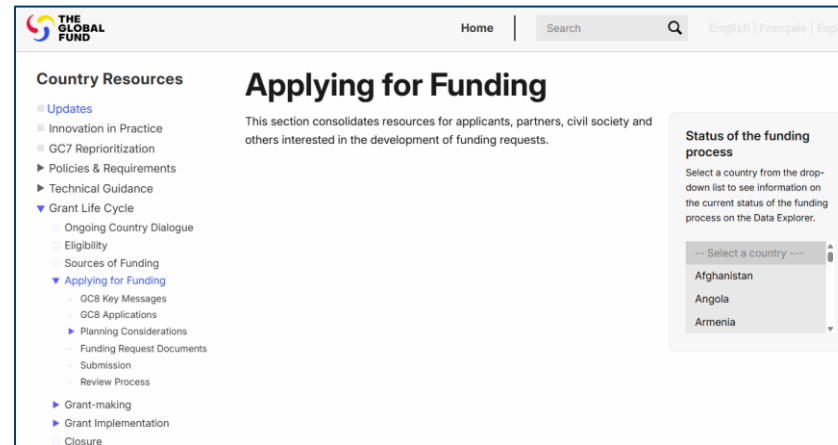 THE
GLOBAL
FUND
Home
Search
English | Français | Esp
Country Resources
Updates
Innovation in Practice
GC7 Reprioritization
Policies & Requirements
Technical Guidance
Grant Life Cycle
Ongoing Country Dialogue
Eligibility
Sources of Funding
Applying for Funding
GC8 Key Messages
GC8 Applications
Planning Considerations
Funding Request Documents
Submission
Review Process
Grant-making
Grant Implementation
Closure
Applying for Funding
This section consolidates resources for applicants, partners, civil society and
others interested in the development of funding requests.
Status of the funding
process
Select a country from the drop-
down list to see information on
the current status of the funding
process on the Data Explorer.
-- Select a country ---
Afghanistan
Angola
Armenia